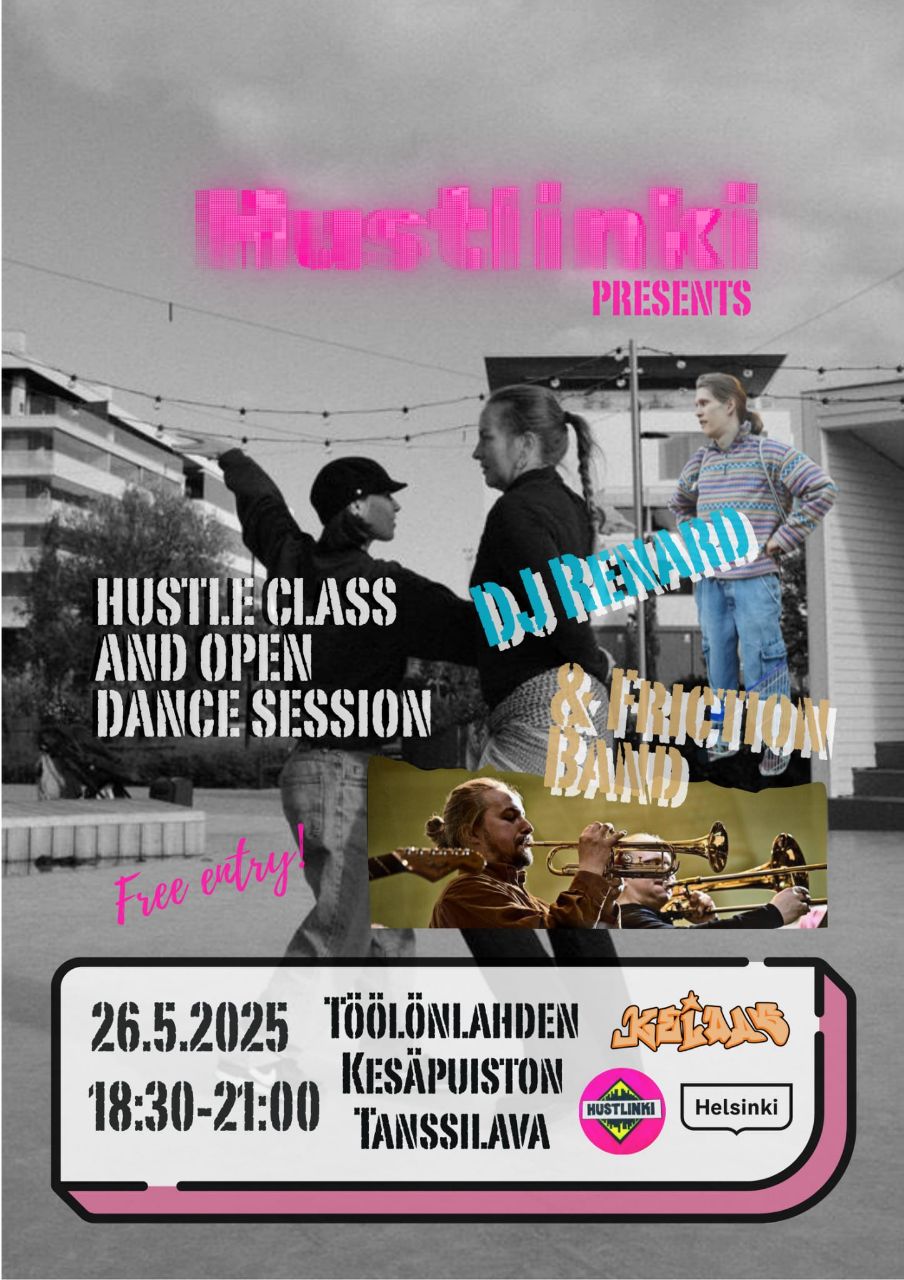 Hustlinki
PRESENTS
DJ RENARD
HUSTLE CLASS
AND OPEN
DANCE SESSION
& FRICTION
BAND
Free entry!
26.5.2025
18:30-21:00
TÖÖLÖNLAHDEN
KESÄPUISTON
TANSSILAVA
KELAAS
HUSTLINKI
Helsinki